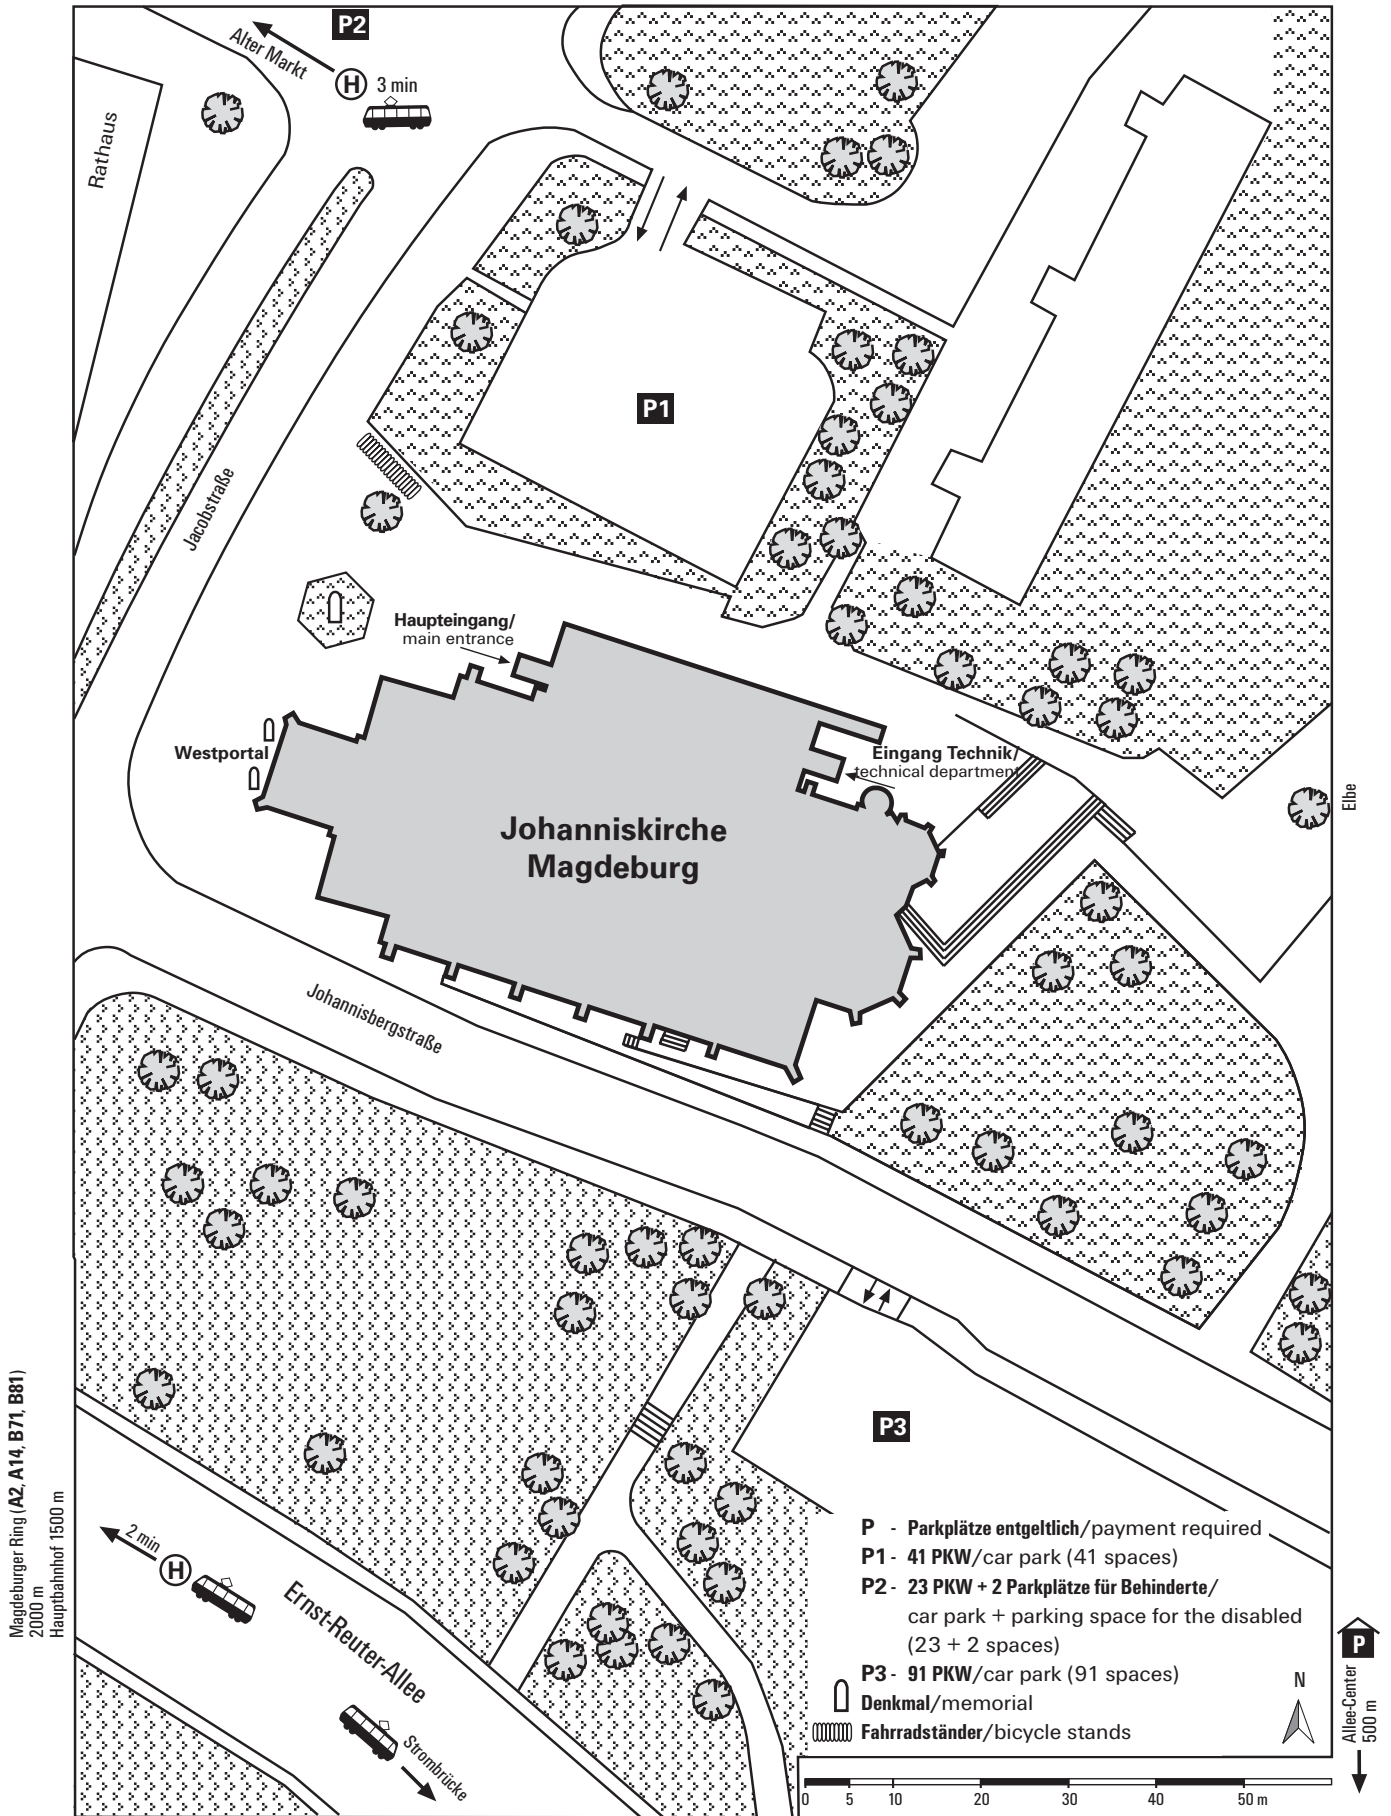 P2
Alter Markt
H
3 min
Rathaus
P1
Jacobstraße
Haupteingang/
main entrance
Westportal
Eingang Technik/
technical department
Johanniskirche
Magdeburg
Elbe
Johannisbergstraße
P3
Magdeburger Ring (A2, A14, B71, B81)
2000 m
Hauptbahnhof 1500 m
2 min
H
Ernst-Reuter-Allee
Strombrücke
P - Parkplätze entgeltlich/payment required
P1 - 41 PKW/car park (41 spaces)
P2 - 23 PKW + 2 Parkplätze für Behinderte/
car park + parking space for the disabled
(23 + 2 spaces)
P3 - 91 PKW/car park (91 spaces)
Denkmal/memorial
Fahrradständer/bicycle stands
N
P
Allee-Center
500 m
0 5 10 20 30 40 50 m